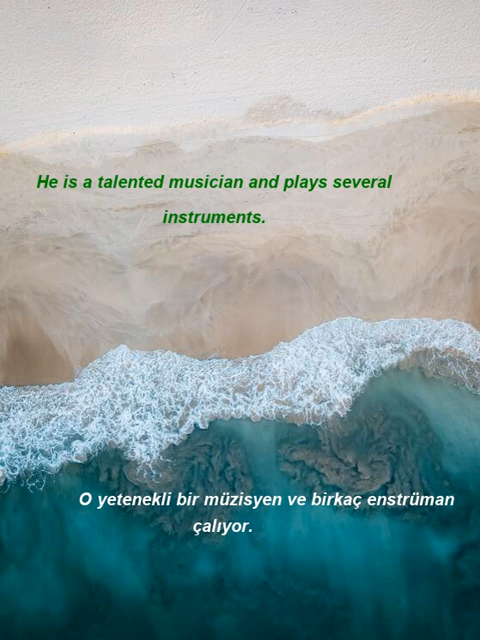 He is a talented musician and plays several
instruments.
O yetenekli bir müzisyen ve birkaç enstrüman
çalıyor.